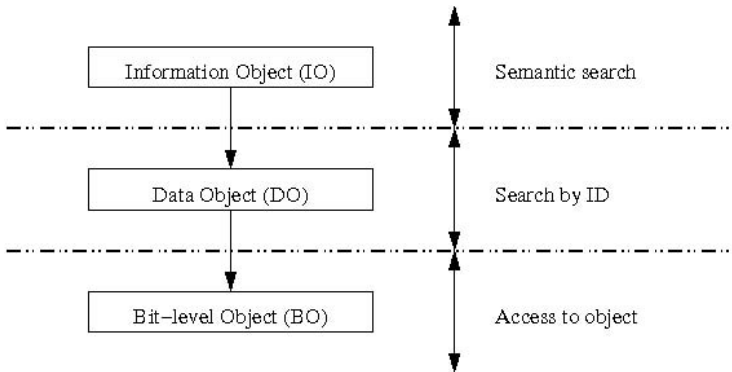 Information Object (IO)
Semantic search
Data Object (DO)
Search by ID
Bit−level Object (BO)
Access to object